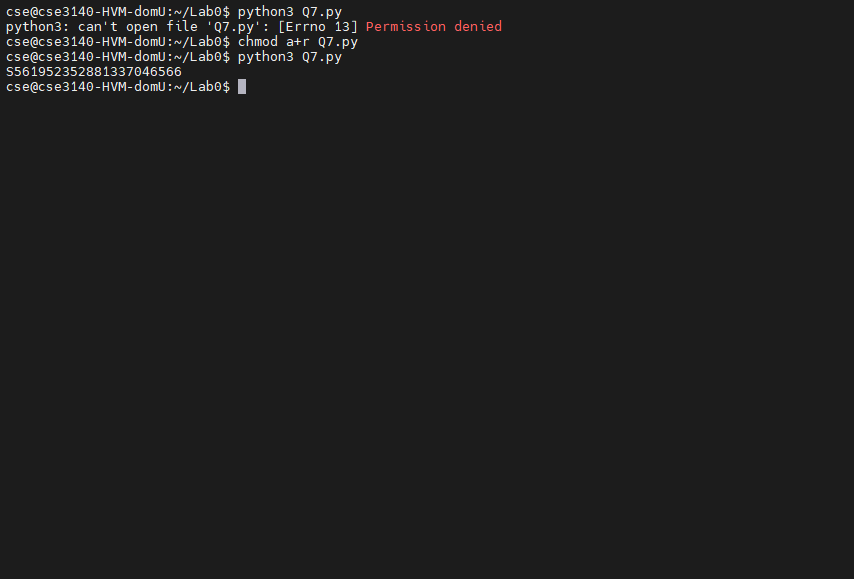 cse@cse3140-HVM-domU:~/Lab0$ python3 Q7.py
python3: can't open file 'Q7.py': [Errno 13] Permission denied
cse@cse3140-HVM-domU:~/Lab0$ chmod a+r Q7.py
cse@cse3140-HVM-domU:~/Lab0$ python3 Q7.py
S561952352881337046566
cse@cse3140-HVM-domU:~/Lab0$